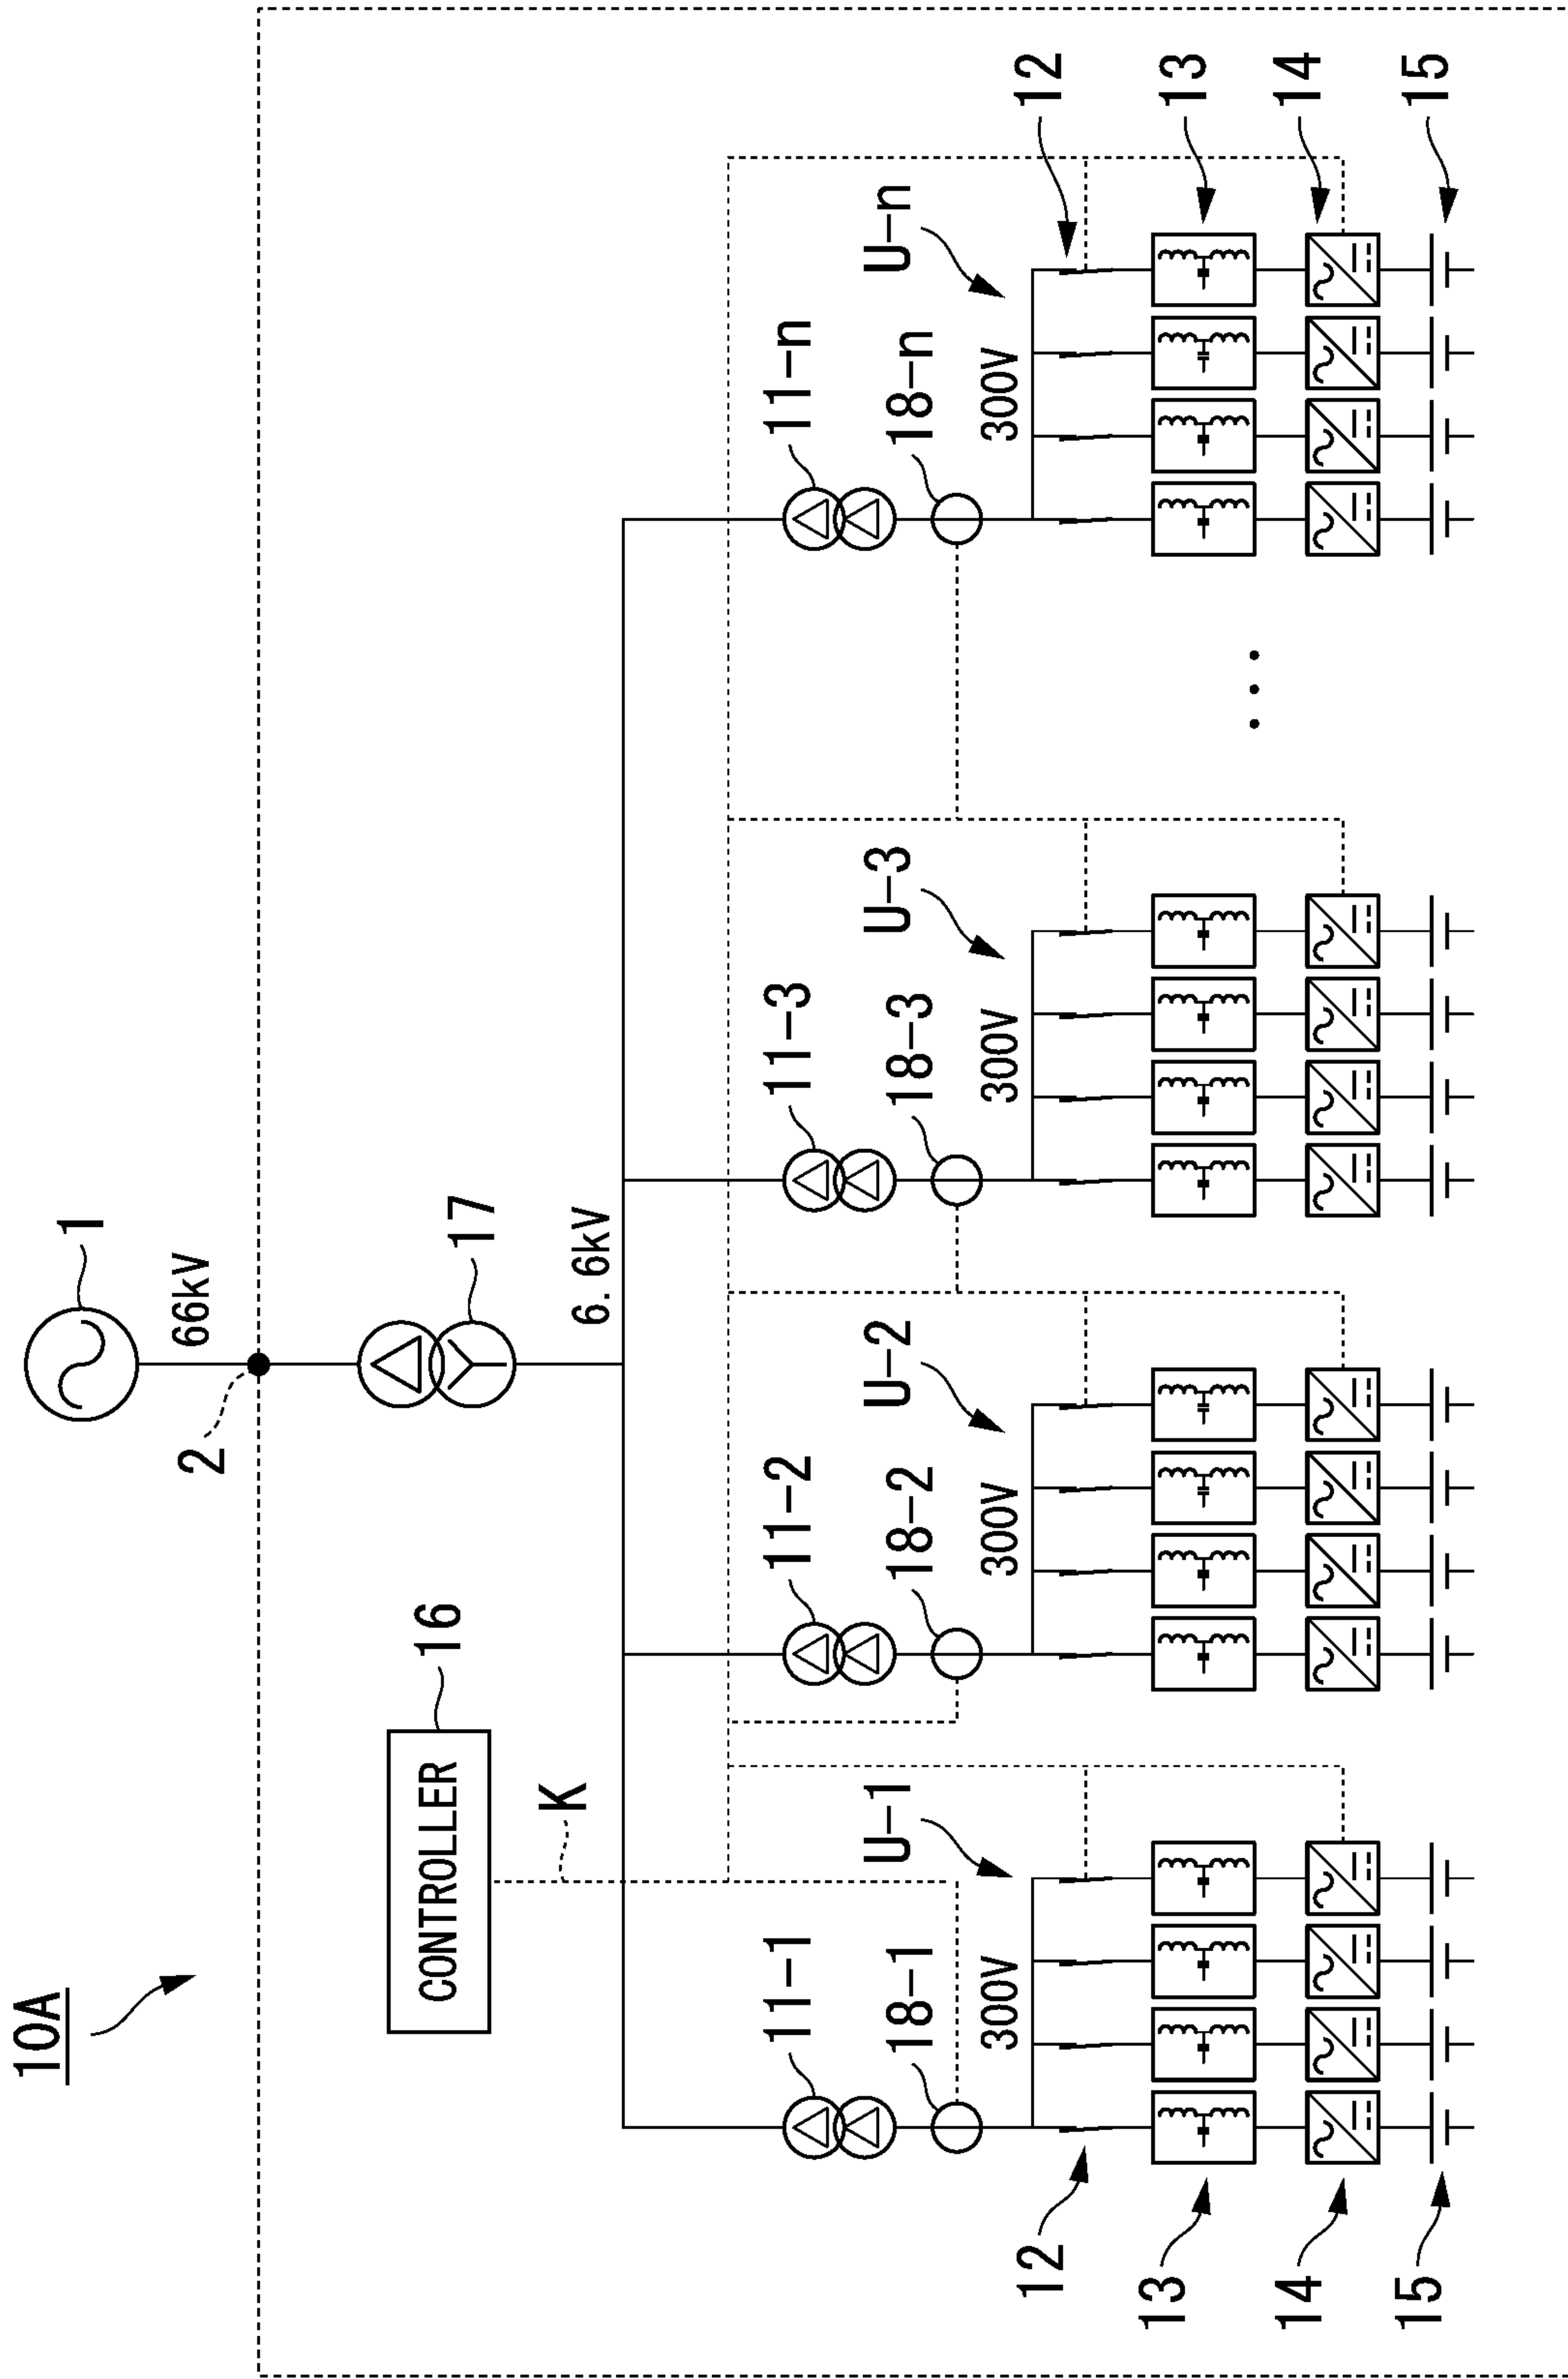 10A
1
66kV
2
CONTROLLER
16
17
K
6.6kV
11-1
11-2
11-3
11-n
18-1
U-1
18-2
U-2
18-3
U-3
18-n
U-n
300V
300V
300V
300V
12
12
13
13
14
14
15
15